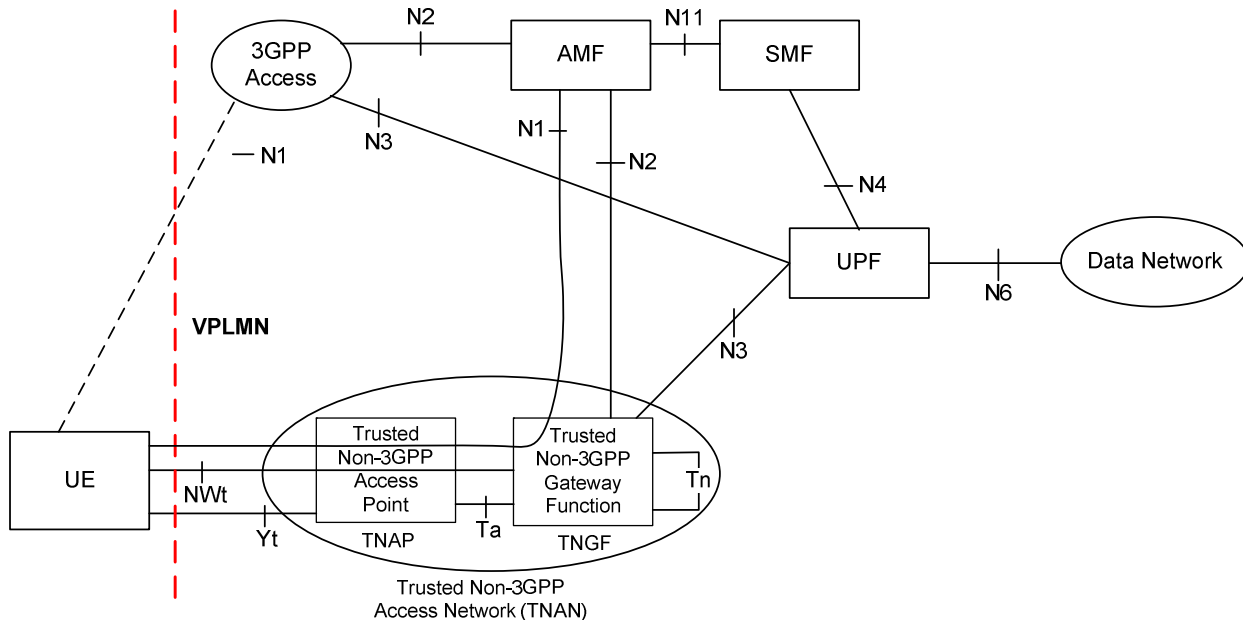 N2
N11
3GPP
Access
AMF
SMF
N3
N1
N1
N2
N4
UPF
Data Network
N6
VPLMN
N3
Trusted
Non-3GPP
Access
Point
Trusted
Non-3GPP
Gateway
Function
UE
NWt
Tn
Yt
Ta
TNAP
TNGF
Trusted Non-3GPP
Access Network (TNAN)